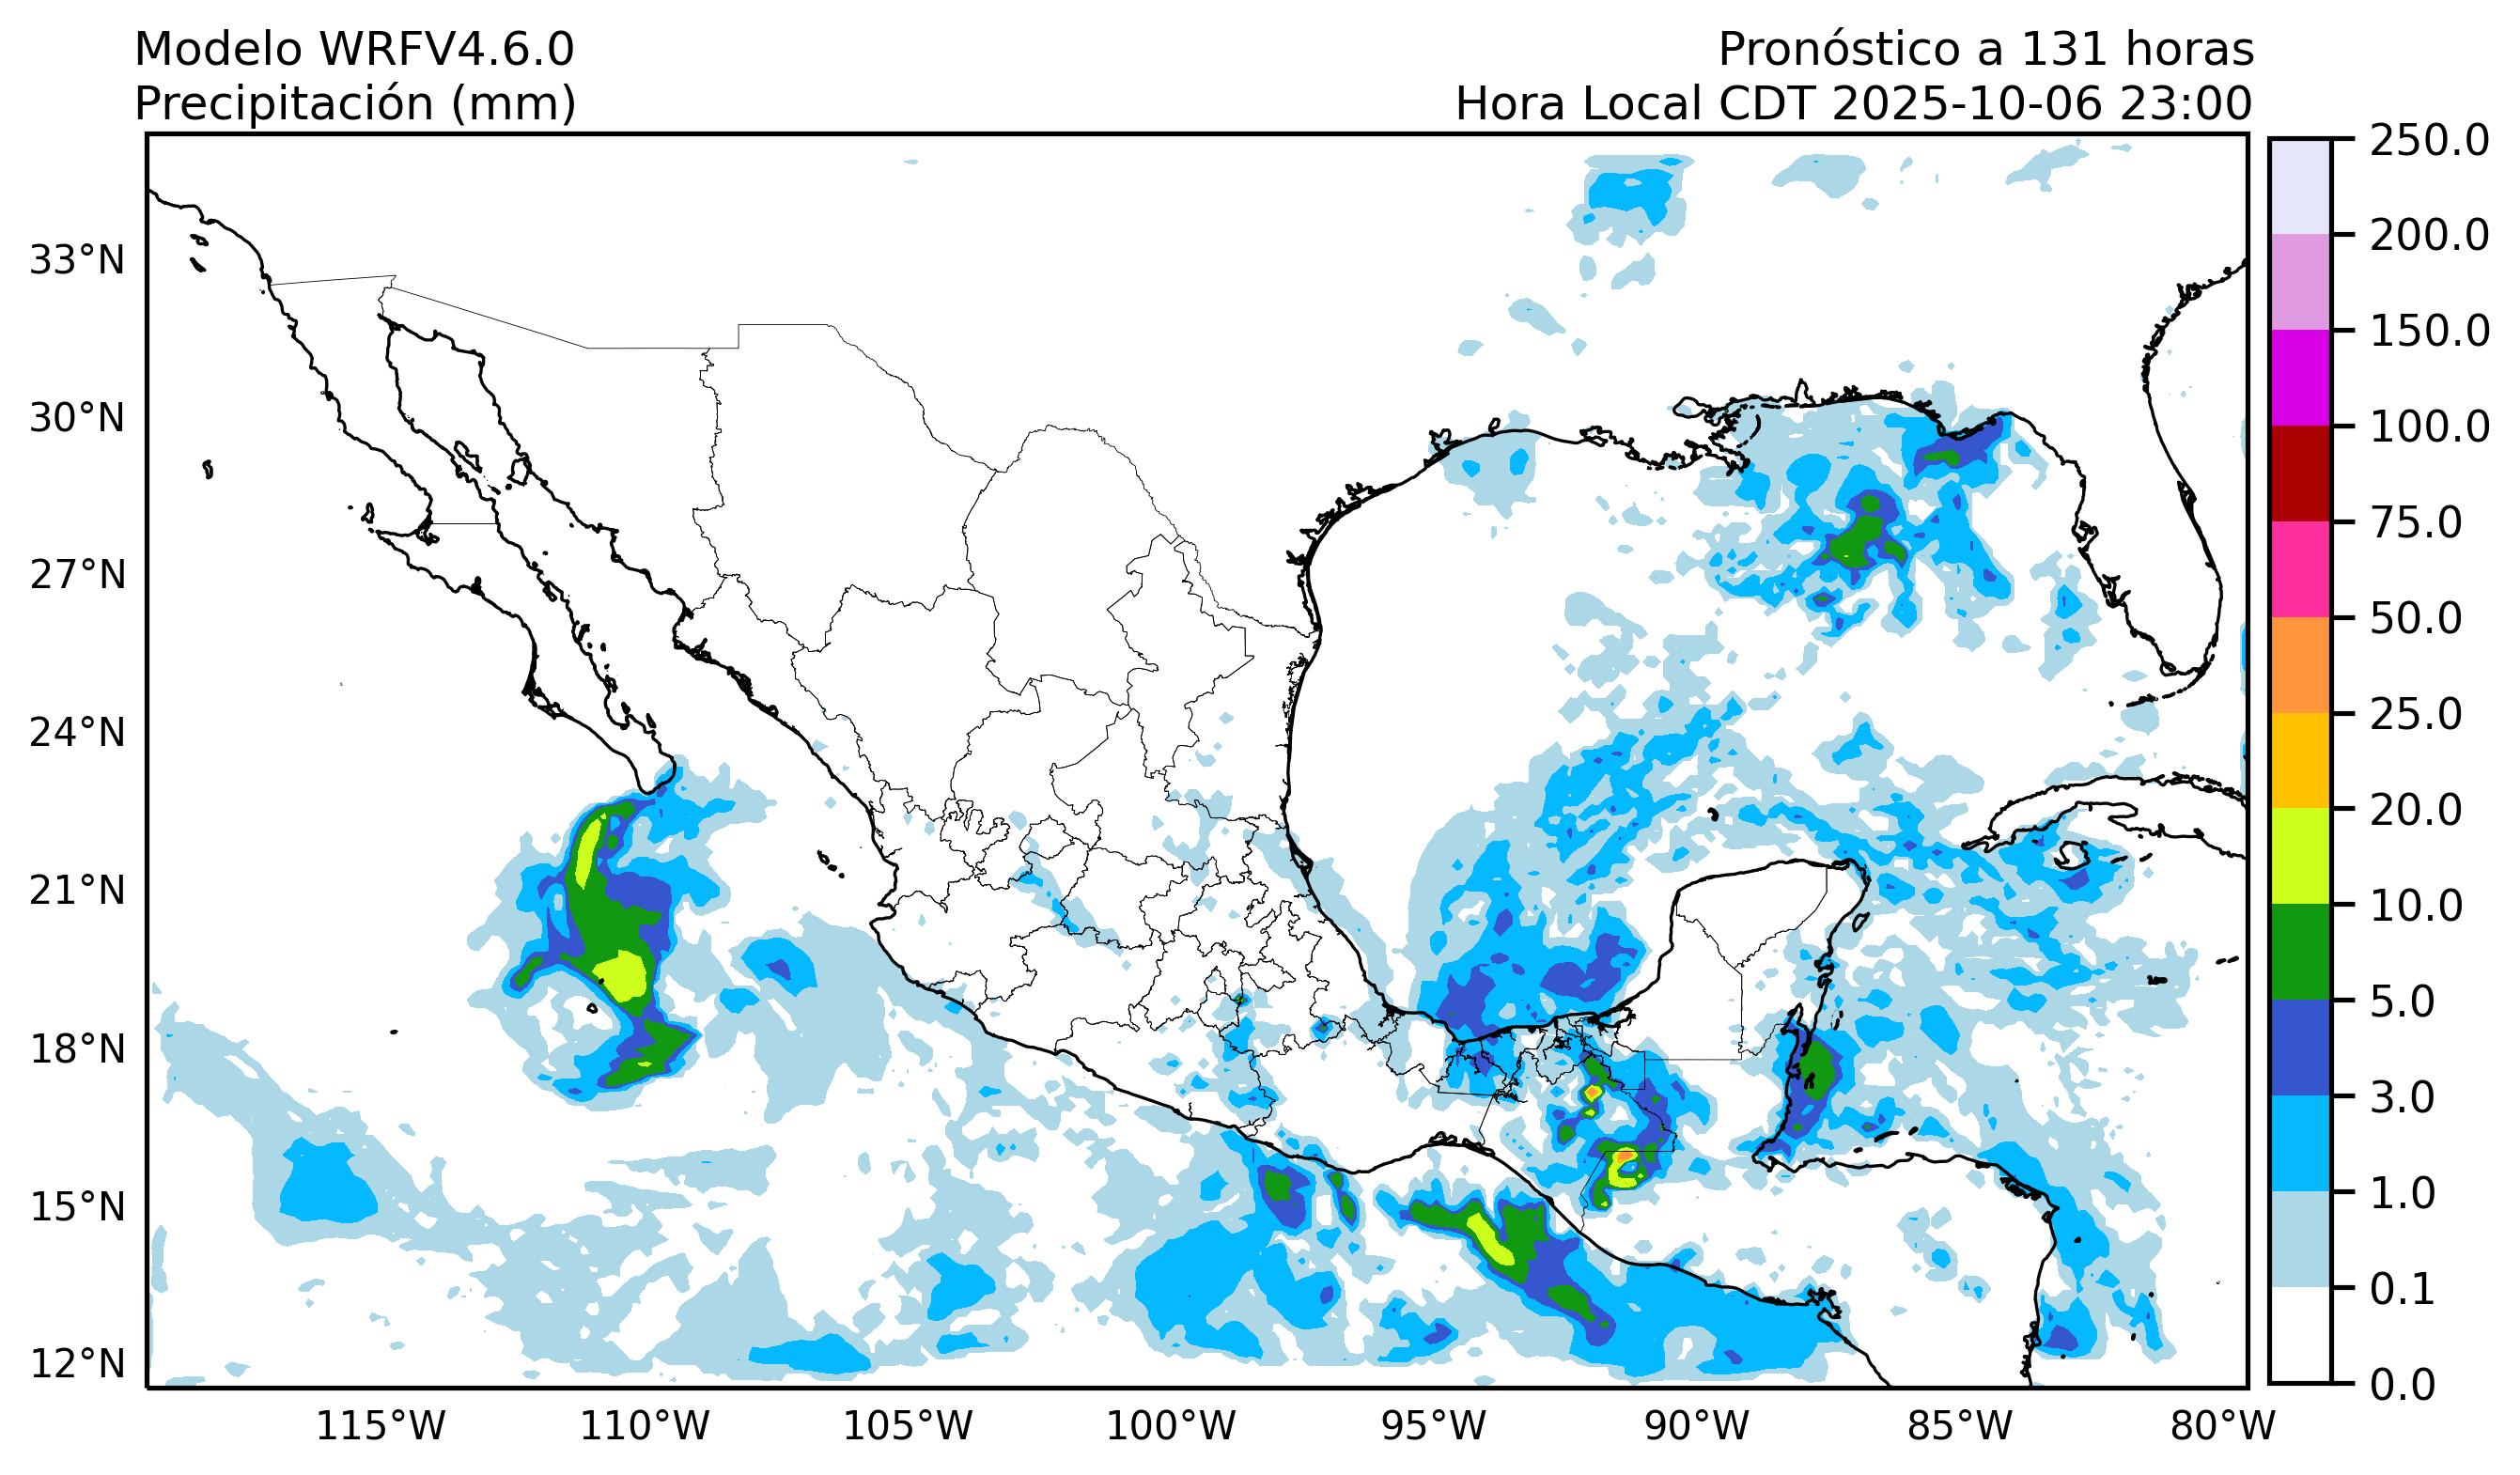 Modelo WRFV4.6.0
Precipitación (mm)
Pronóstico a 131 horas
Hora Local CDT 2025-10-06 23:00
33°N
30°N
27°N
24°N
21°N
18°N
15°N
12°N
115°W
110°W
105°W
100°W
95°W
90°W
85°W
80°W
250.0
200.0
150.0
100.0
75.0
50.0
25.0
20.0
10.0
5.0
3.0
1.0
0.1
0.0